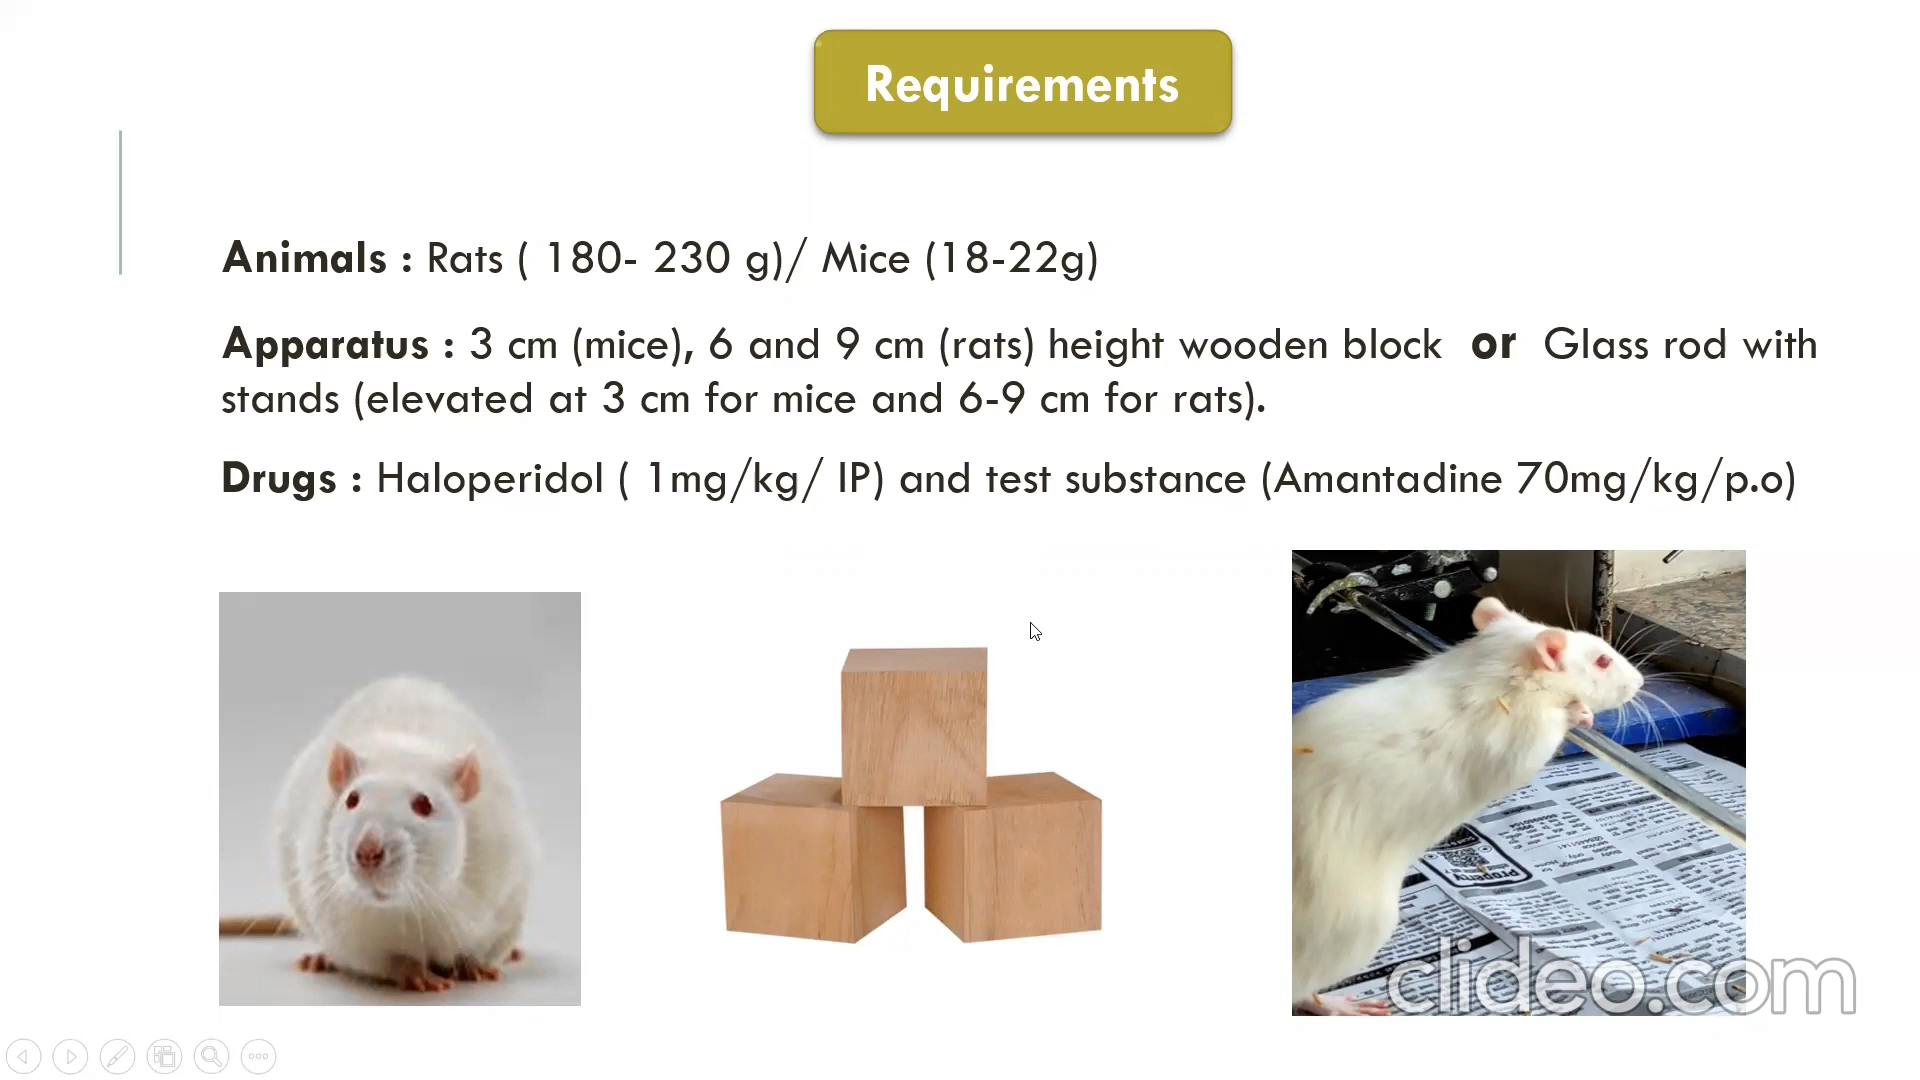 Requirements
Animals : Rats ( 180- 230 g)/ Mice (18-22g)
Apparatus : 3 cm (mice), 6 and 9 cm (rats) height wooden block or Glass rod with
stands (elevated at 3 cm for mice and 6-9 cm for rats).
Drugs : Haloperidol ( 1mg/kg/ IP) and test substance (Amantadine 70mg/kg/p.o)
property
clideo.com